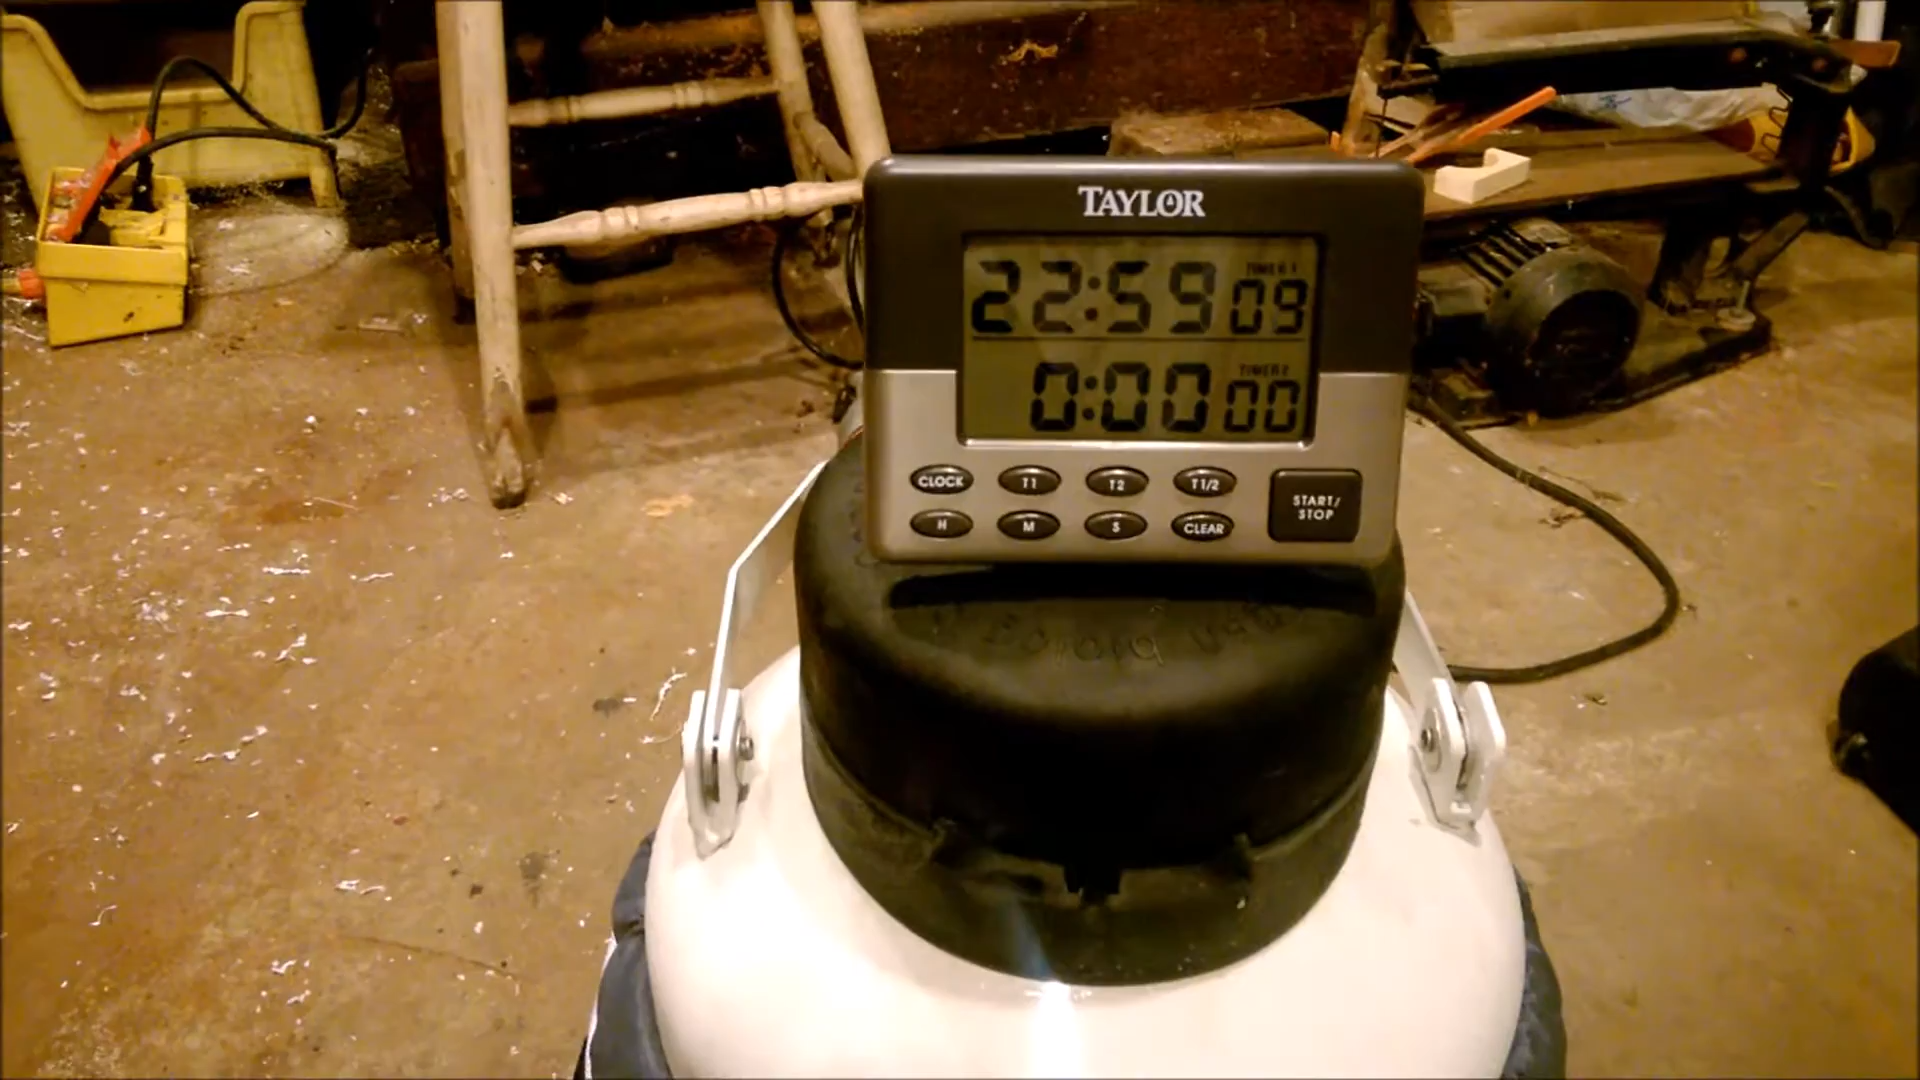 TAYLOR
TIMER 1
22:59 09
TIMER 2
0:00 00
CLOCK T1 T2 T1/2
START/
STOP
H M S CLEAR